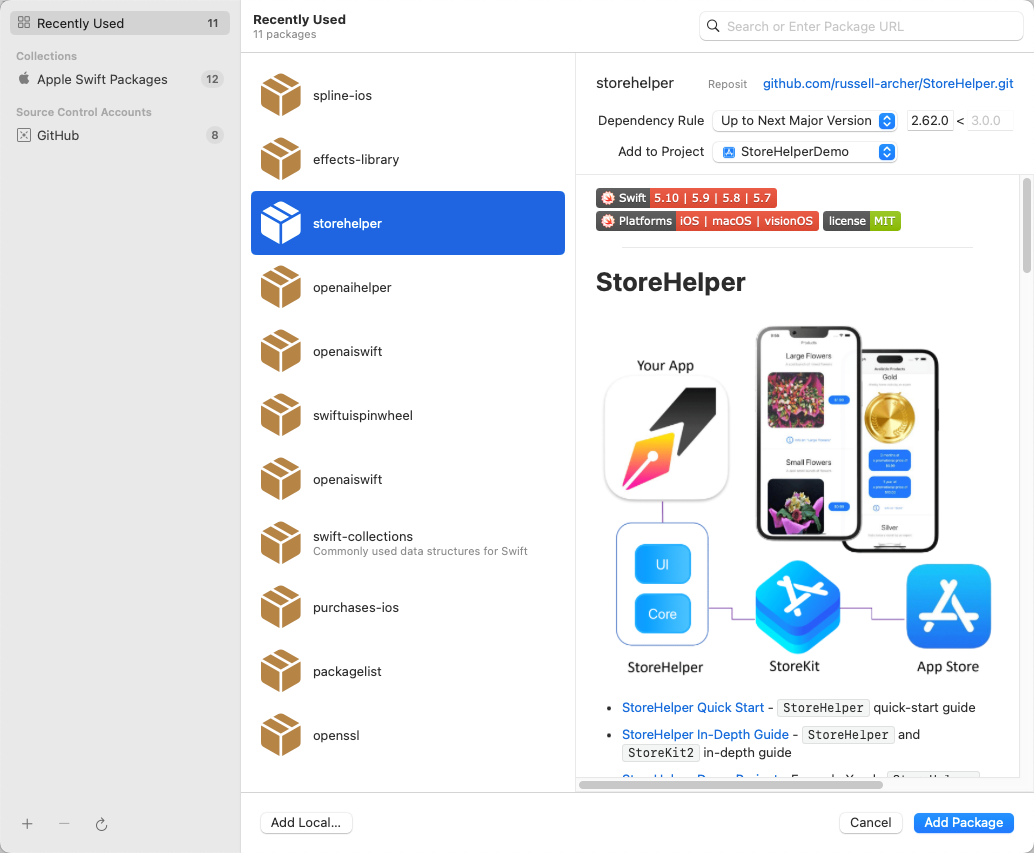 Recently Used 11
Collections
Apple Swift Packages 12
Source Control Accounts
GitHub 8
Recently Used
11 packages
Search or Enter Package URL
spline-ios
effects-library
storehelper
openaihelper
openaiswift
swiftuispinwheel
openaiswift
swift-collections
Commonly used data structures for Swift
purchases-ios
packagelist
openssl
storehelper Reposit github.com/russell-archer/StoreHelper.git
Dependency Rule Up to Next Major Version 2.62.0 < 3.0.0
Add to Project StoreHelperDemo
Swift 5.10 | 5.9 | 5.8 | 5.7
Platforms iOS | macOS | visionOS license MIT
StoreHelper
Your App
Products
Large Flowers
Small Flowers
Available Products
Gold
Silver
UI
Core
StoreHelper
StoreKit
App Store
• StoreHelper Quick Start - StoreHelper quick-start guide
• StoreHelper In-Depth Guide - StoreHelper and
StoreKit2 in-depth guide
+ − 
Add Local...
Cancel
Add Package